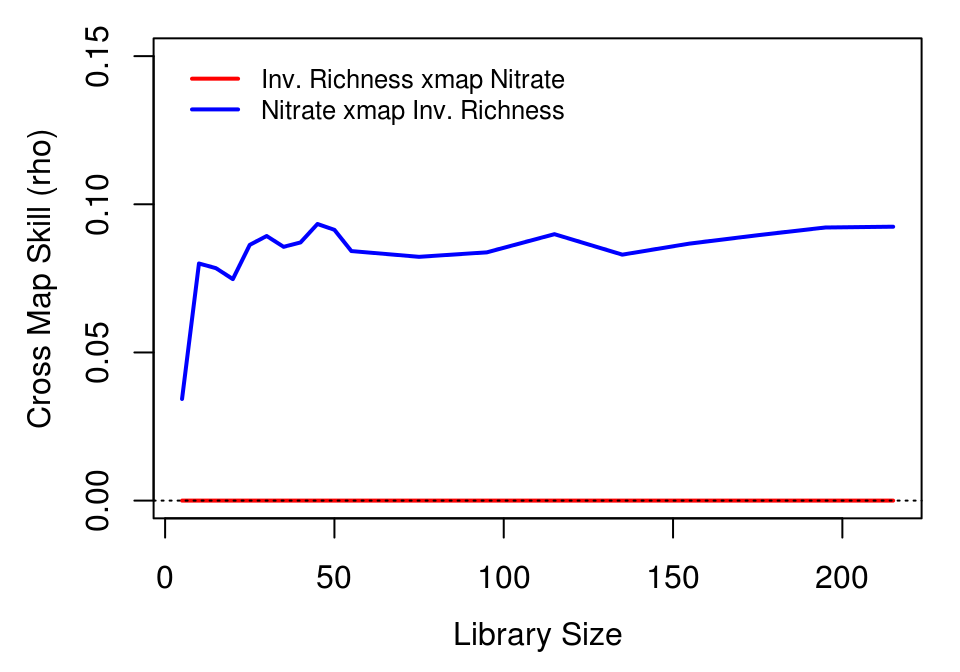 Inv. Richness xmap Nitrate
Nitrate xmap Inv. Richness
Cross Map Skill (rho)
0.15
0.10
0.05
0.00
0 50 100 150 200
Library Size